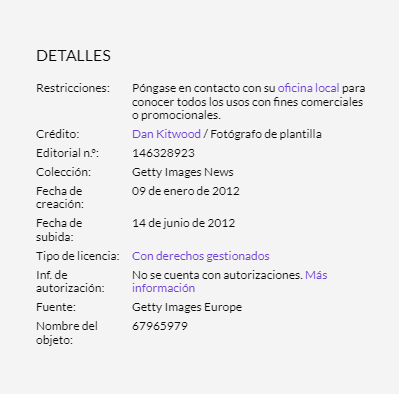 DETALLES
Restricciones: Póngase en contacto con su oficina local para
conocer todos los usos con fines comerciales
o promocionales.
Crédito: Dan Kitwood / Fotógrafo de plantilla
Editorial n.º: 146328923
Colección: Getty Images News
Fecha de 09 de enero de 2012
creación:
Fecha de 14 de junio de 2012
subida:
Tipo de licencia: Con derechos gestionados
Inf. de No se cuenta con autorizaciones. Más
autorización: información
Fuente: Getty Images Europe
Nombre del 67965979
objeto: